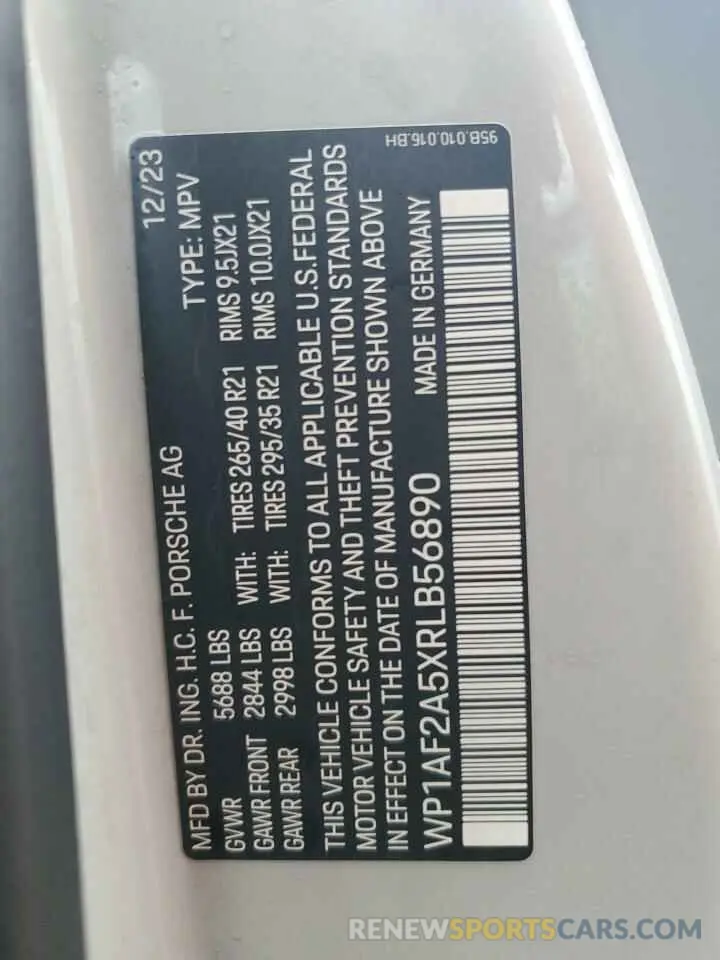 95B.010.016.BH
12/23
MFD BY DR. ING. H.C. F. PORSCHE AG TYPE: MPV
GVWR 5688 LBS
GAWR FRONT 2844 LBS WITH: TIRES 265/40 R21 RIMS 9.5JX21
GAWR REAR 2998 LBS WITH: TIRES 295/35 R21 RIMS 10.0JX21
THIS VEHICLE CONFORMS TO ALL APPLICABLE U.S.FEDERAL
MOTOR VEHICLE SAFETY AND THEFT PREVENTION STANDARDS
IN EFFECT ON THE DATE OF MANUFACTURE SHOWN ABOVE
WP1AF2A5XRLB56890 MADE IN GERMANY
RENEWSPORTSCARS.COM